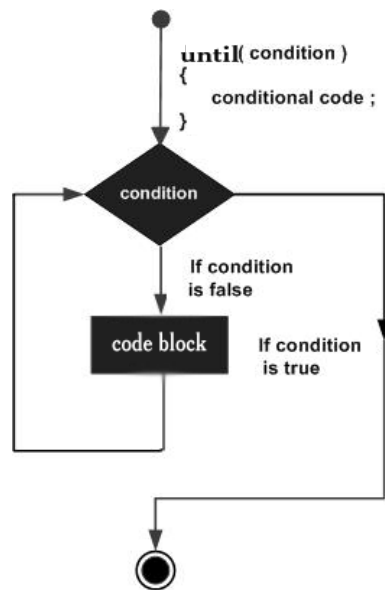 until( condition )
{
conditional code ;
}
condition
If condition
is false
code block
If condition
is true